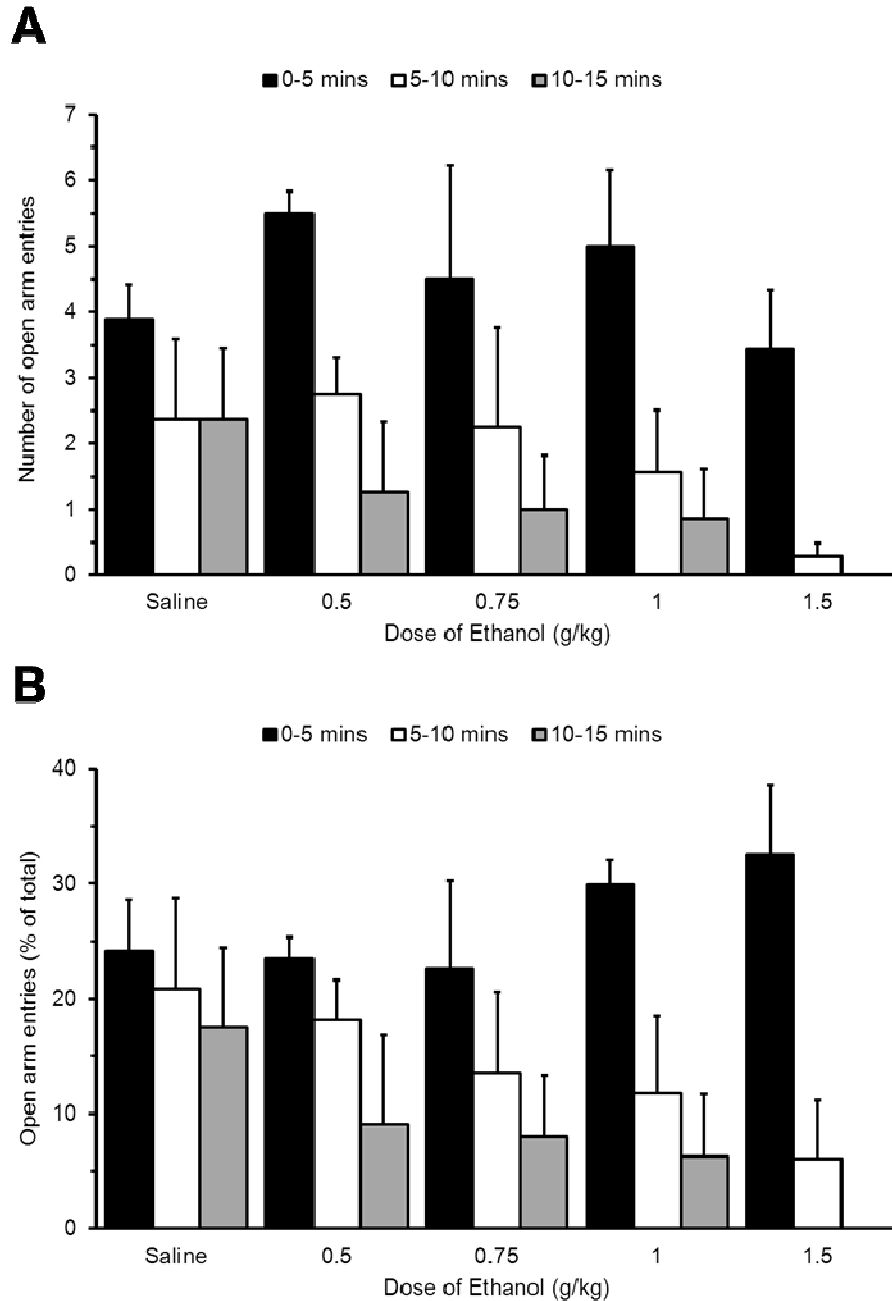 A
0-5 mins 5-10 mins 10-15 mins
7
6
5
4
3
2
1
0
Number of open arm entries
Saline 0.5 0.75 1 1.5
Dose of Ethanol (g/kg)
B
0-5 mins 5-10 mins 10-15 mins
40
30
20
10
0
Open arm entries (% of total)
Saline 0.5 0.75 1 1.5
Dose of Ethanol (g/kg)